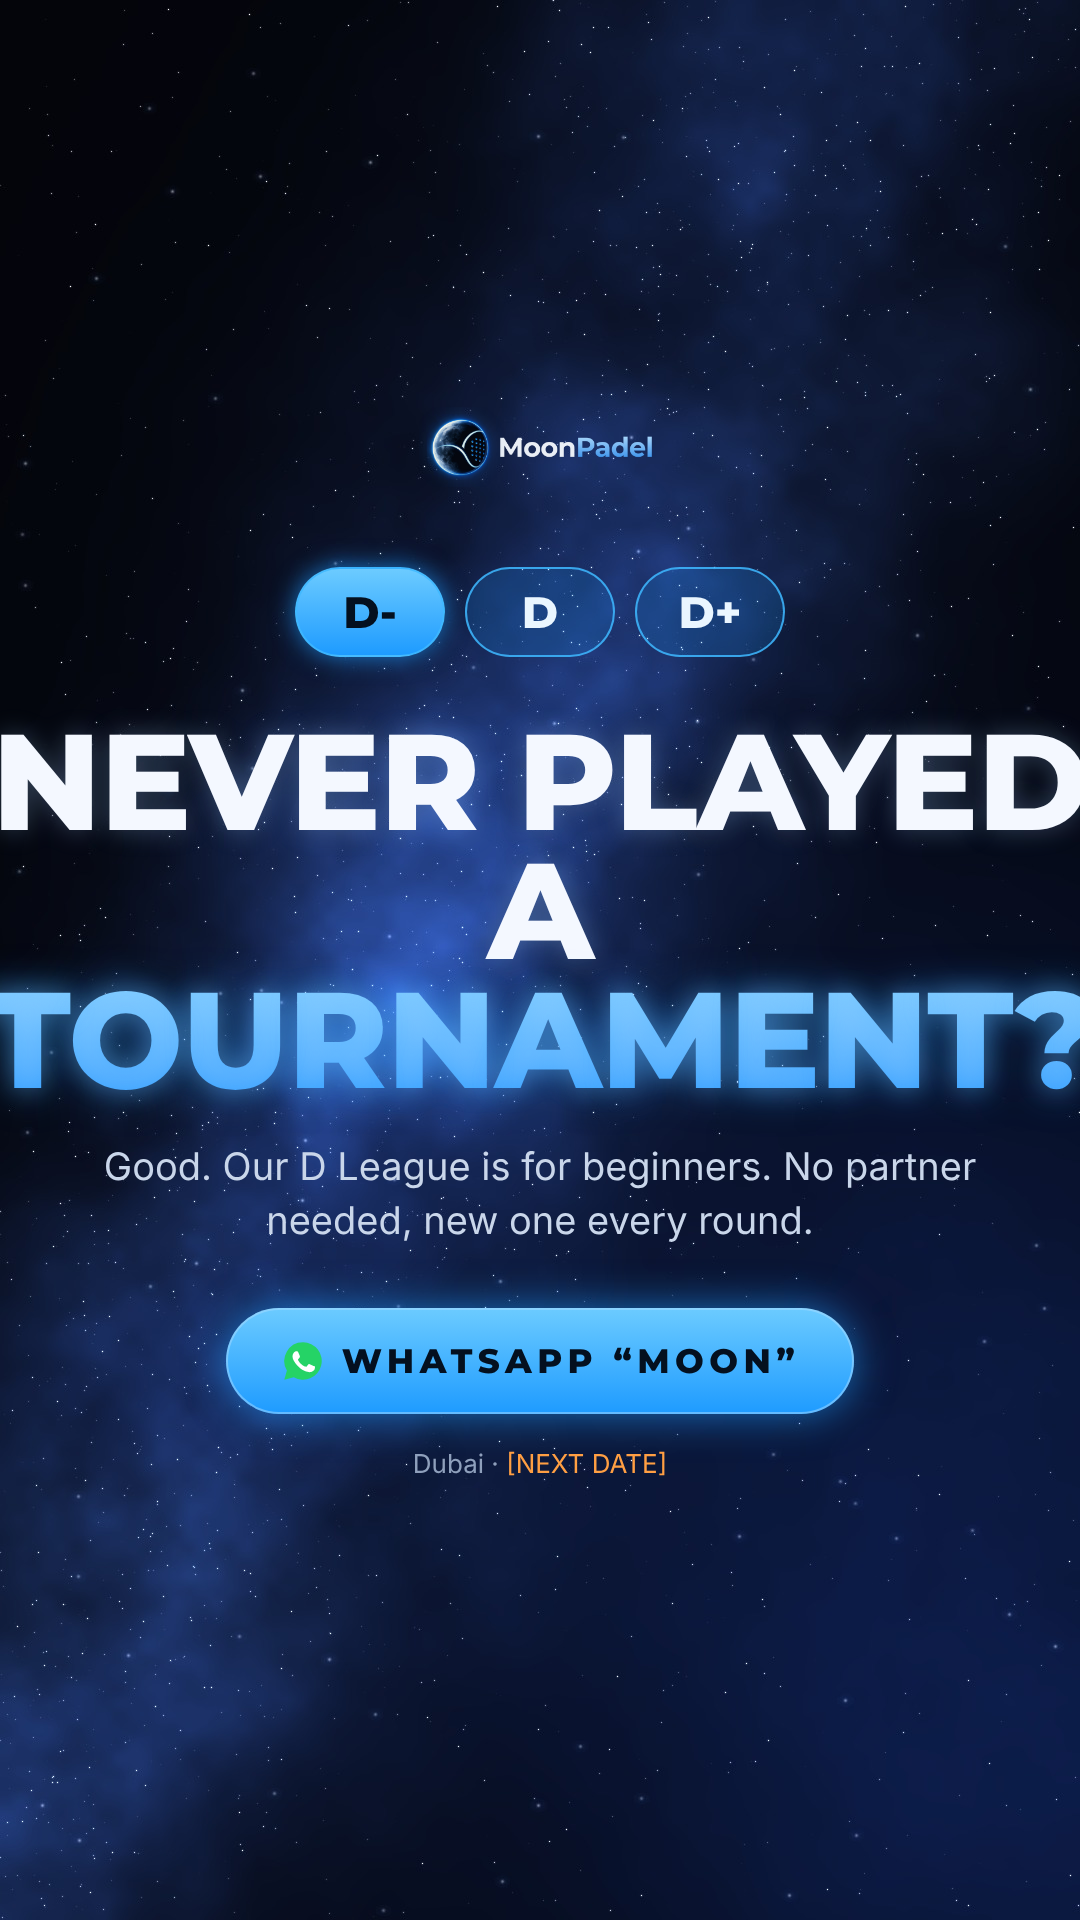 MoonPadel
D- D D+
NEVER PLAYED
A
TOURNAMENT?
Good. Our D League is for beginners. No partner
needed, new one every round.
WHATSAPP “MOON”
Dubai · [NEXT DATE]